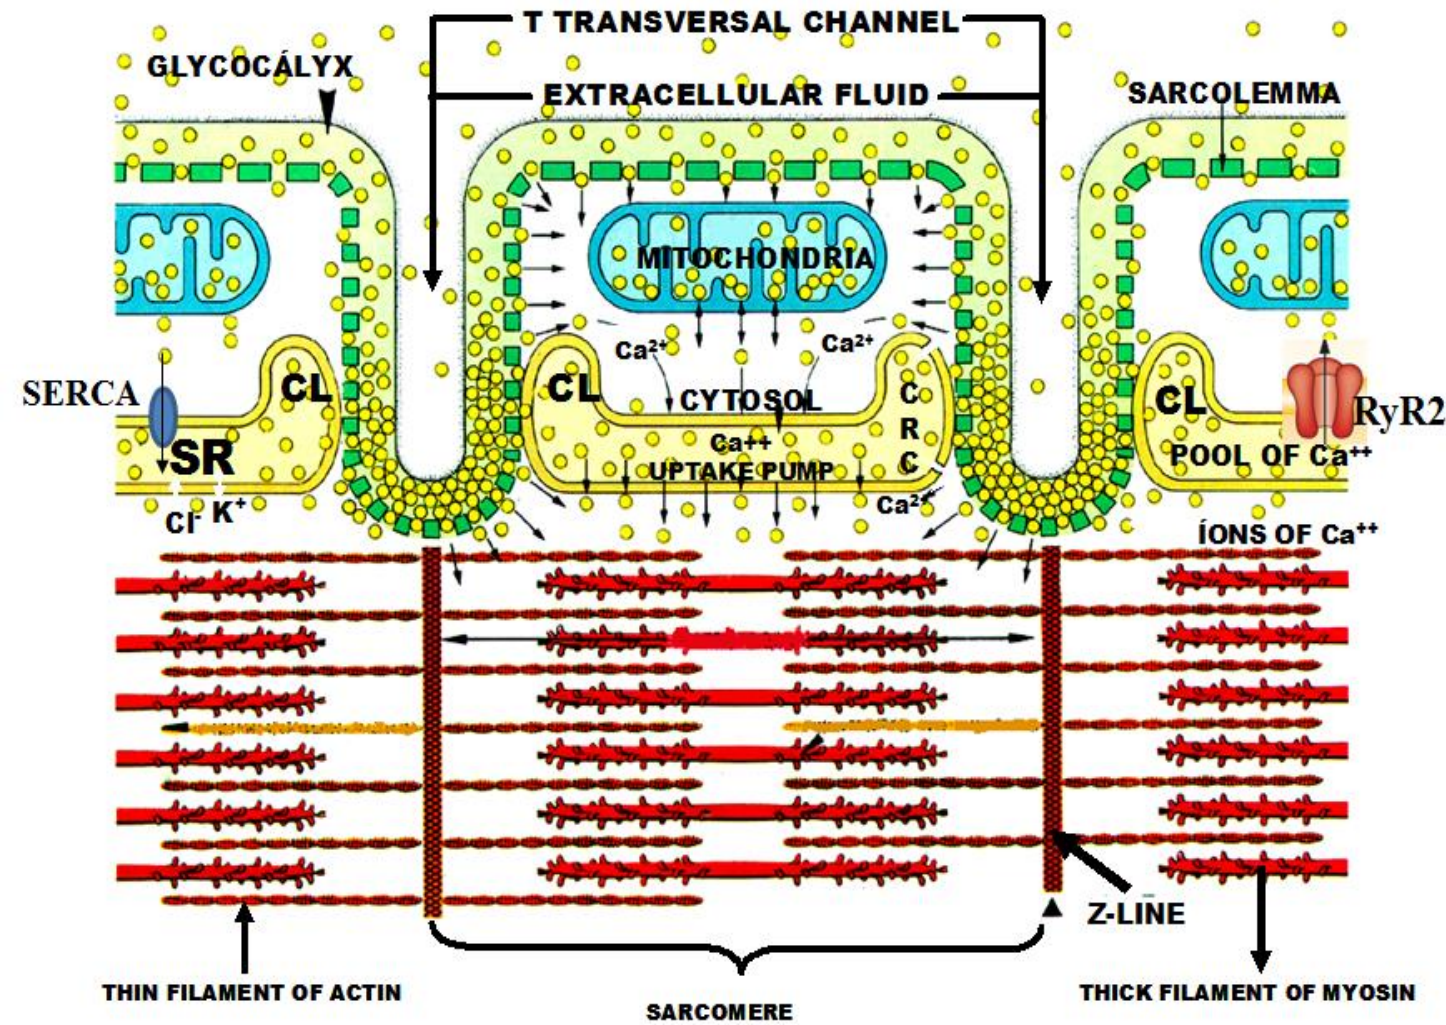 T TRANSVERSAL CHANNEL
GLYCOCÁLYX
EXTRACELLULAR FLUID
SARCOLEMMA
MITOCHONDRIA
Ca²⁺
Ca²⁺
SERCA
CL
CL
CYTOSOL
C
R
C
CL
RyR2
SR
Ca++
UPTAKE PUMP
POOL OF Ca⁺⁺
Cl⁻
K⁺
Ca²⁺
ÍONS OF Ca⁺⁺
Z-LINE
THIN FILAMENT OF ACTIN
SARCOMERE
THICK FILAMENT OF MYOSIN